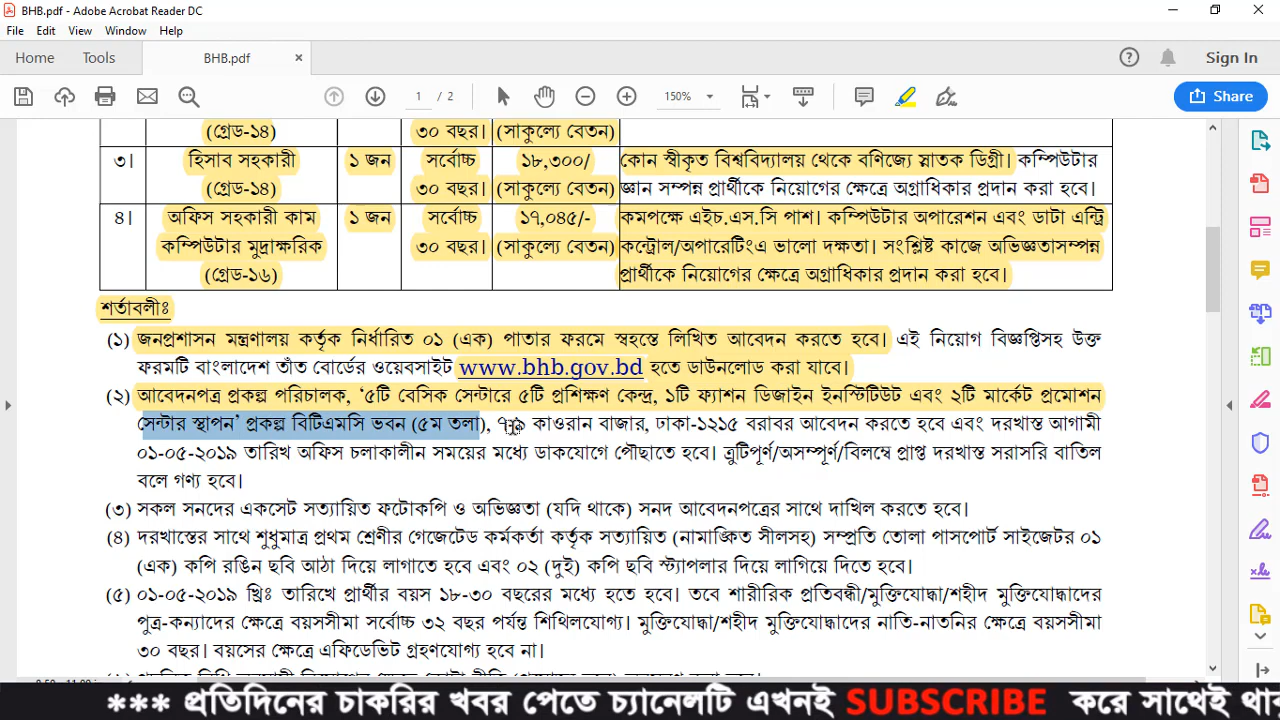 BHB.pdf - Adobe Acrobat Reader DC
File Edit View Window Help
Home Tools BHB.pdf × Sign In
1 / 2 150% Share
(গ্রেড-১৪) ৩০ বছর। (সাকুল্যে বেতন)
৩। হিসাব সহকারী ১ জন সর্বোচ্চ ১৮,৩০০/ কোন স্বীকৃত বিশ্ববিদ্যালয় থেকে বণিজ্যে স্নাতক ডিগ্রী। কম্পিউটার
(গ্রেড-১৪) ৩০ বছর। (সাকুল্যে বেতন) জ্ঞান সম্পন্ন প্রার্থীকে নিয়োগের ক্ষেত্রে অগ্রাধিকার প্রদান করা হবে।
৪। অফিস সহকারী কাম ১ জন সর্বোচ্চ ১৭,০৪৫/- কমপক্ষে এইচ.এস.সি পাশ। কম্পিউটার অপারেশন এবং ডাটা এন্ট্রি
কম্পিউটার মুদ্রাক্ষরিক ৩০ বছর। (সাকুল্যে বেতন) কন্ট্রোল/অপারেটিংএ ভালো দক্ষতা। সংশ্লিষ্ট কাজে অভিজ্ঞতাসম্পন্ন
(গ্রেড-১৬) প্রার্থীকে নিয়োগের ক্ষেত্রে অগ্রাধিকার প্রদান করা হবে।
শর্তাবলীঃ
(১) জনপ্রশাসন মন্ত্রণালয় কর্তৃক নির্ধারিত ০১ (এক) পাতার ফরমে স্বহস্তে লিখিত আবেদন করতে হবে। এই নিয়োগ বিজ্ঞপ্তিসহ উক্ত
ফরমটি বাংলাদেশ তাঁত বোর্ডের ওয়েবসাইট www.bhb.gov.bd হতে ডাউনলোড করা যাবে।
(২) আবেদনপত্র প্রকল্প পরিচালক, ‘৫টি বেসিক সেন্টারে ৫টি প্রশিক্ষণ কেন্দ্র, ১টি ফ্যাশন ডিজাইন ইনস্টিটিউট এবং ২টি মার্কেট প্রমোশন
সেন্টার স্থাপন’ প্রকল্প বিটিএমসি ভবন (৫ম তলা), কাওরান বাজার, ঢাকা-১২১৫ বরাবর আবেদন করতে হবে এবং দরখাস্ত আগামী
০১-০৫-২০১৯ তারিখ অফিস চলাকালীন সময়ের মধ্যে ডাকযোগে পৌছাতে হবে। ত্রুটিপূর্ণ/অসম্পূর্ণ/বিলম্বে প্রাপ্ত দরখাস্ত সরাসরি বাতিল
বলে গণ্য হবে।
(৩) সকল সনদের একসেট সত্যায়িত ফটোকপি ও অভিজ্ঞতা (যদি থাকে) সনদ আবেদনপত্রের সাথে দাখিল করতে হবে।
(৪) দরখাস্তের সাথে শুধুমাত্র প্রথম শ্রেণীর গেজেটেড কর্মকর্তা কর্তৃক সত্যায়িত (নামাঙ্কিত সীলসহ) সম্প্রতি তোলা পাসপোর্ট সাইজেটর ০১
(এক) কপি রঙিন ছবি আঠা দিয়ে লাগাতে হবে এবং ০২ (দুই) কপি ছবি স্ট্যাপলার দিয়ে লাগিয়ে দিতে হবে।
(৫) ০১-০৫-২০১৯ খ্রিঃ তারিখে প্রার্থীর বয়স ১৮-৩০ বছরের মধ্যে হতে হবে। তবে শারীরিক প্রতিবন্ধী/মুক্তিযোদ্ধা/শহীদ মুক্তিযোদ্ধাদের
পুত্র-কন্যাদের ক্ষেত্রে বয়সসীমা সর্বোচ্চ ৩২ বছর পর্যন্ত শিথিলযোগ্য। মুক্তিযোদ্ধা/শহীদ মুক্তিযোদ্ধাদের নাতি-নাতনির ক্ষেত্রে বয়সসীমা
৩০ বছর। বয়সের ক্ষেত্রে এফিডেভিট গ্রহণযোগ্য হবে না।
*** প্রতিদিনের চাকরির খবর পেতে চ্যানেলটি এখনই SUBSCRIBE করে সাথেই